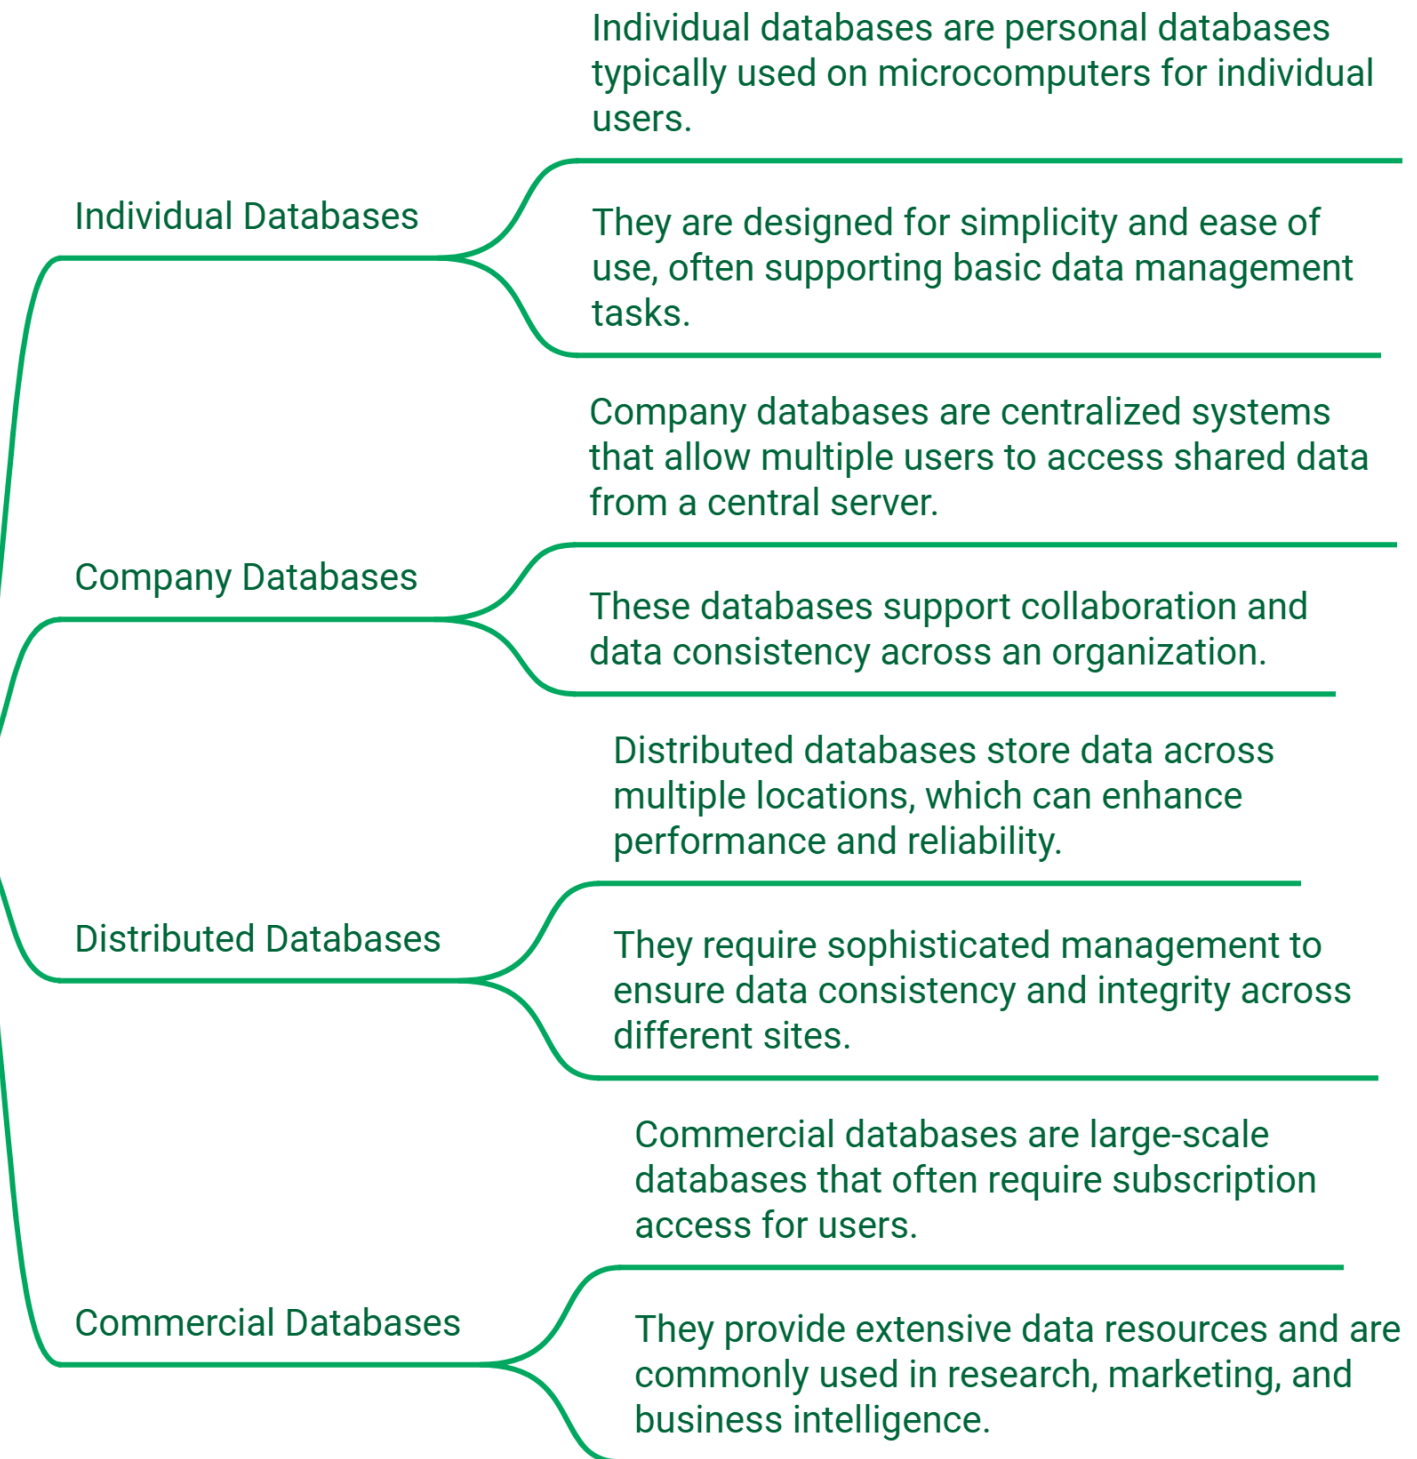 Individual databases are personal databases
typically used on microcomputers for individual
users.
Individual Databases
They are designed for simplicity and ease of
use, often supporting basic data management
tasks.
Company databases are centralized systems
that allow multiple users to access shared data
from a central server.
Company Databases
These databases support collaboration and
data consistency across an organization.
Distributed databases store data across
multiple locations, which can enhance
performance and reliability.
Distributed Databases
They require sophisticated management to
ensure data consistency and integrity across
different sites.
Commercial databases are large-scale
databases that often require subscription
access for users.
Commercial Databases
They provide extensive data resources and are
commonly used in research, marketing, and
business intelligence.